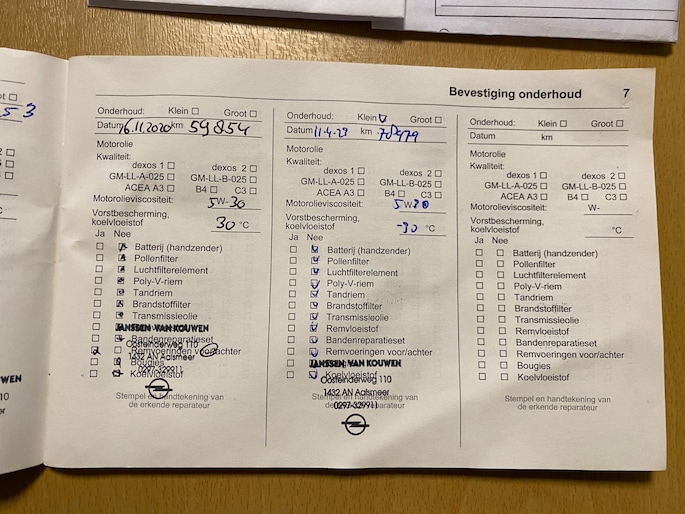 Bevestiging onderhoud 7
53
Onderhoud: Klein Groot
Datum 16.11.2020 km 59854
Motorolie
Kwaliteit:
dexos 1 dexos 2
GM-LL-A-025 GM-LL-B-025
ACEA A3 B4 C3
Motorolieviscositeit: 5W-30
Vorstbescherming,
koelvloeistof 30 °C
Ja Nee
Batterij (handzender)
Pollenfilter
Luchtfilterelement
Poly-V-riem
Tandriem
Brandstoffilter
Transmissieolie
JANSSEN VAN KOUWEN
Bandenreparatieset
Oosteinderweg 110
Remvoeringen voor/achter
1432 AN Aalsmeer
Bougies
0297-329911
Koelvloeistof
Stempel en handtekening van
de erkende reparateur
Onderhoud: Klein Groot
Datum 11-4-23 km 78979
Motorolie
Kwaliteit:
dexos 1 dexos 2
GM-LL-A-025 GM-LL-B-025
ACEA A3 B4 C3
Motorolieviscositeit: 5W
Vorstbescherming,
koelvloeistof -30 °C
Ja Nee
Batterij (handzender)
Pollenfilter
Luchtfilterelement
Poly-V-riem
Tandriem
Brandstoffilter
Transmissieolie
Remvloeistof
Bandenreparatieset
Remvoeringen voor/achter
JANSSEN VAN KOUWEN
Koelvloeistof
Oosteinderweg 110
1432 AN Aalsmeer
Stempel en handtekening van
0297-329911
de erkende reparateur
Onderhoud: Klein Groot
Datum km
Motorolie
Kwaliteit:
dexos 1 dexos 2
GM-LL-A-025 GM-LL-B-025
ACEA A3 B4 C3
Motorolieviscositeit: W-
Vorstbescherming,
koelvloeistof °C
Ja Nee
Batterij (handzender)
Pollenfilter
Luchtfilterelement
Poly-V-riem
Tandriem
Brandstoffilter
Transmissieolie
Remvloeistof
Bandenreparatieset
Remvoeringen voor/achter
Bougies
Koelvloeistof
Stempel en handtekening van
de erkende reparateur